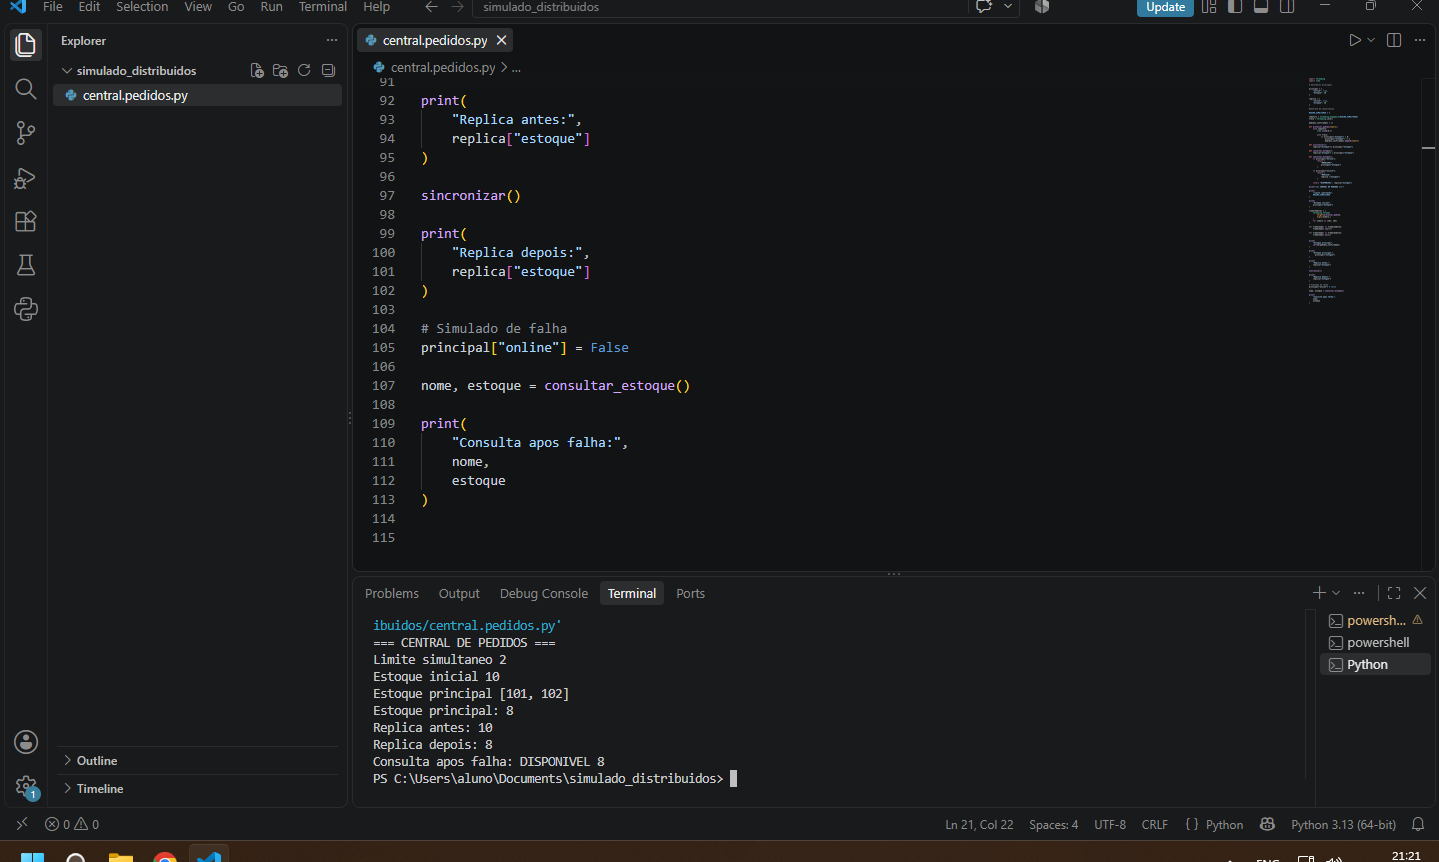 File Edit Selection View Go Run Terminal Help
simulado_distribuidos
Update
Explorer
simulado_distribuidos
central.pedidos.py
central.pedidos.py
central.pedidos.py > ...
91
92 print(
93 "Replica antes:",
94 replica["estoque"]
95 )
96
97 sincronizar()
98
99 print(
100 "Replica depois:",
101 replica["estoque"]
102 )
103
104 # Simulado de falha
105 principal["online"] = False
106
107 nome, estoque = consultar_estoque()
108
109 print(
110 "Consulta apos falha:",
111 nome,
112 estoque
113 )
114
115
Problems Output Debug Console Terminal Ports
ibuidos/central.pedidos.py'
=== CENTRAL DE PEDIDOS ===
Limite simultaneo 2
Estoque inicial 10
Estoque principal [101, 102]
Estoque principal: 8
Replica antes: 10
Replica depois: 8
Consulta apos falha: DISPONIVEL 8
PS C:\Users\aluno\Documents\simulado_distribuidos>
powersh...
powershell
Python
Outline
Timeline
1
0 0
Ln 21, Col 22 Spaces: 4 UTF-8 CRLF {} Python Python 3.13 (64-bit)
21:21